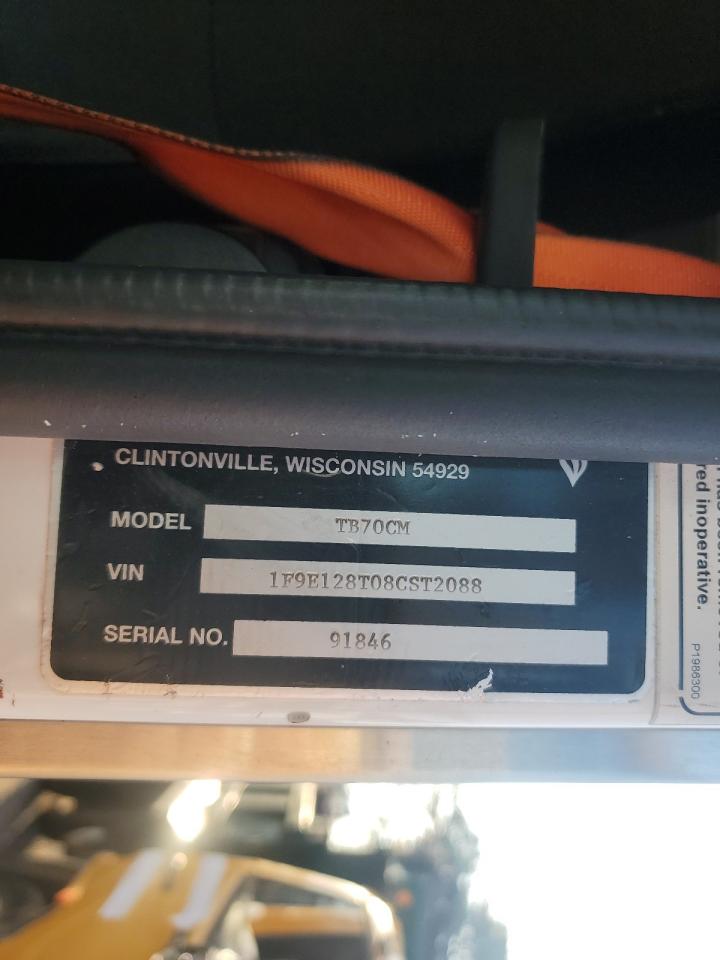 CLINTONVILLE, WISCONSIN 54929
MODEL TB70CM
VIN 1F9E128T08CST2088
SERIAL NO. 91846
red inoperative.
P1986300